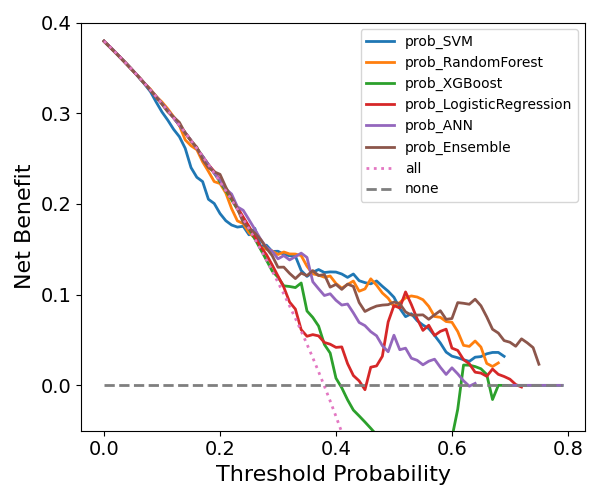 0.4
0.3
0.2
0.1
0.0
Net Benefit
prob_SVM
prob_RandomForest
prob_XGBoost
prob_LogisticRegression
prob_ANN
prob_Ensemble
all
none
0.0 0.2 0.4 0.6 0.8
Threshold Probability